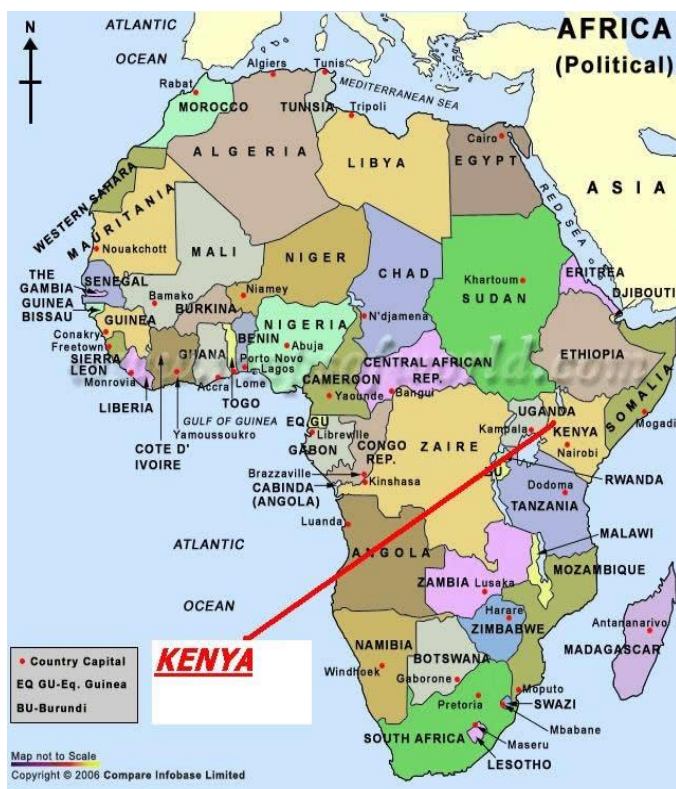 ATLANTIC
OCEAN
N
AFRICA
(Political)
Algiers
Tunis
MEDITERRANEAN SEA
Rabat
MOROCCO
TUNISIA
Tripoli
ALGERIA
LIBYA
Cairo
EGYPT
ASIA
RED SEA
WESTERN SAHARA
MAURITANIA
Nouakchott
MALI
NIGER
CHAD
Khartoum
SUDAN
ERITREA
DJIBOUTI
THE
GAMBIA
SENEGAL
GUINEA
BISSAU
Bamako
Niamey
BURKINA
N'djamena
GUINEA
Conakry
Freetown
SIERRA
LEON
Monrovia
LIBERIA
GHANA
BENIN
NIGERIA
Abuja
Porto Novo
Lagos
Accra
Lome
TOGO
GULF OF GUINEA
Yamoussoukro
COTE D'
IVOIRE
CAMEROON
Yaounde
CENTRAL AFRICAN
REP.
Bangui
ETHIOPIA
SOMALIA
Mogadi
UGANDA
Kampala
KENYA
Nairobi
EQ. GU
Libreville
GABON
CONGO
REP.
ZAIRE
BU
RWANDA
Brazzaville
Kinshasa
CABINDA
(ANGOLA)
Dodoma
TANZANIA
Luanda
MALAWI
ATLANTIC
OCEAN
ANGOLA
ZAMBIA
Lusaka
MOZAMBIQUE
Harare
ZIMBABWE
Antananarivo
MADAGASCAR
KENYA
NAMIBIA
Windhoek
BOTSWANA
Gaborone
Pretoria
Moputo
SWAZI
Mbabane
SOUTH AFRICA
Maseru
LESOTHO
Country Capital
EQ GU-Eq. Guinea
BU-Burundi
Map not to Scale
Copyright © 2006 Compare Infobase Limited